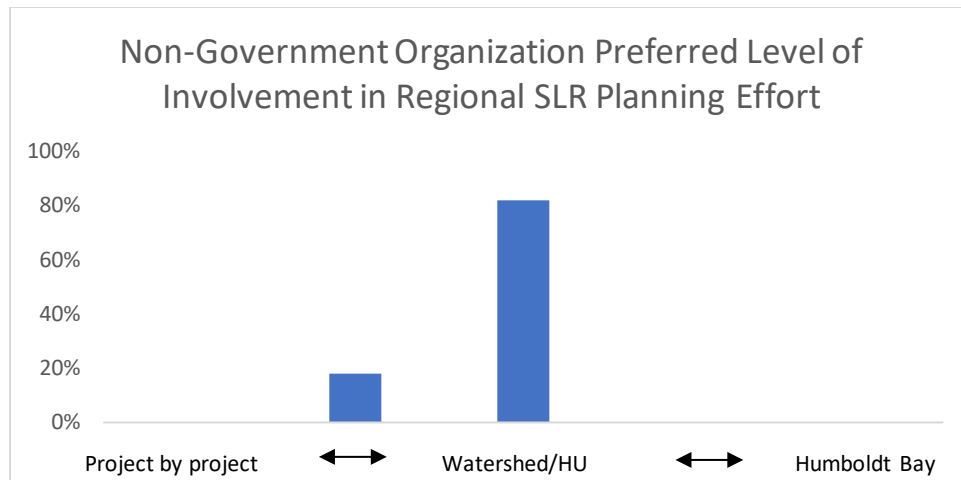 Non-Government Organization Preferred Level of
Involvement in Regional SLR Planning Effort
100%
80%
60%
40%
20%
0%
Project by project Watershed/HU Humboldt Bay